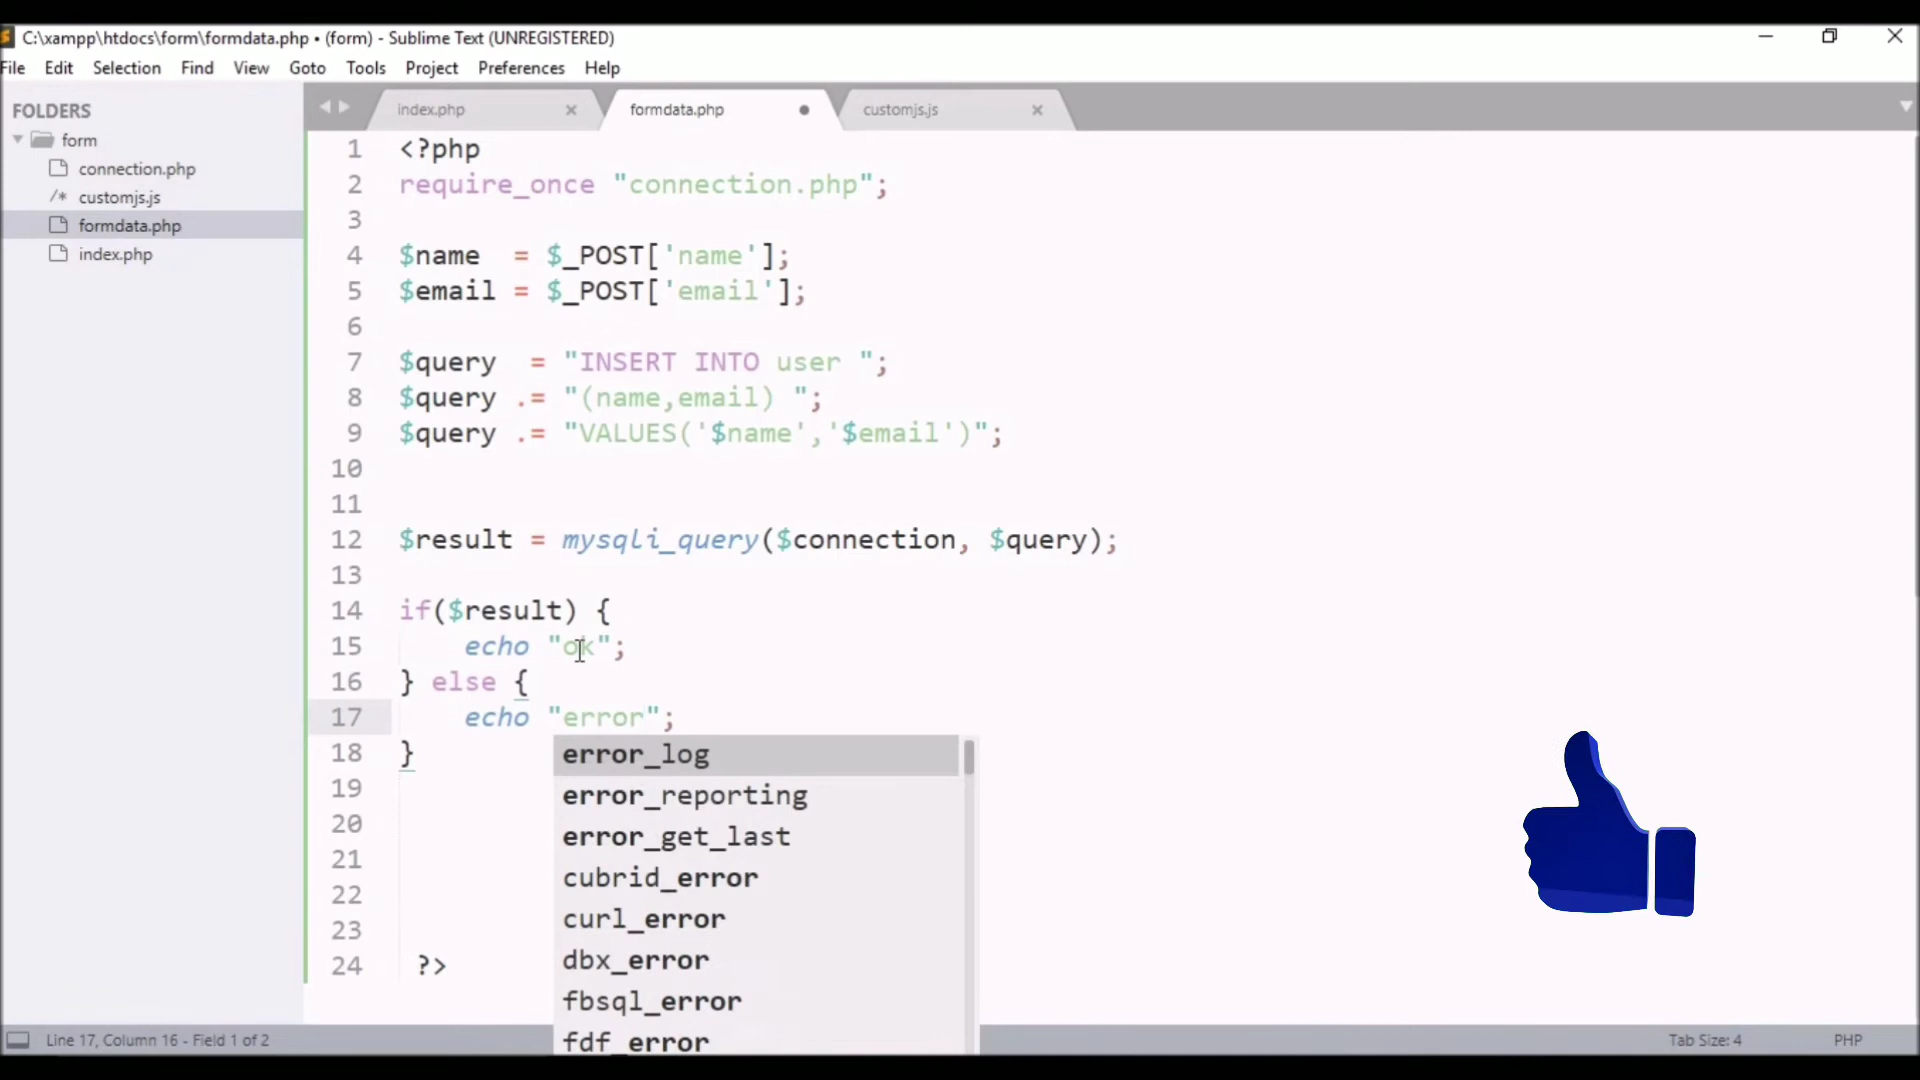 C:\xampp\htdocs\form\formdata.php • (form) - Sublime Text (UNREGISTERED)
File Edit Selection Find View Goto Tools Project Preferences Help
FOLDERS
form
connection.php
/* customjs.js
formdata.php
index.php
index.php formdata.php customjs.js
1 <?php
2 require_once "connection.php";
3
4 $name  = $_POST['name'];
5 $email = $_POST['email'];
6
7 $query  = "INSERT INTO user ";
8 $query .= "(name,email) ";
9 $query .= "VALUES('$name','$email')";
10
11
12 $result = mysqli_query($connection, $query);
13
14 if($result) {
15     echo "ok";
16 } else {
17     echo "error";
18 }
19
20
21
22
23
24  ?>
error_log
error_reporting
error_get_last
cubrid_error
curl_error
dbx_error
fbsql_error
fdf_error
Line 17, Column 16 - Field 1 of 2 Tab Size: 4 PHP